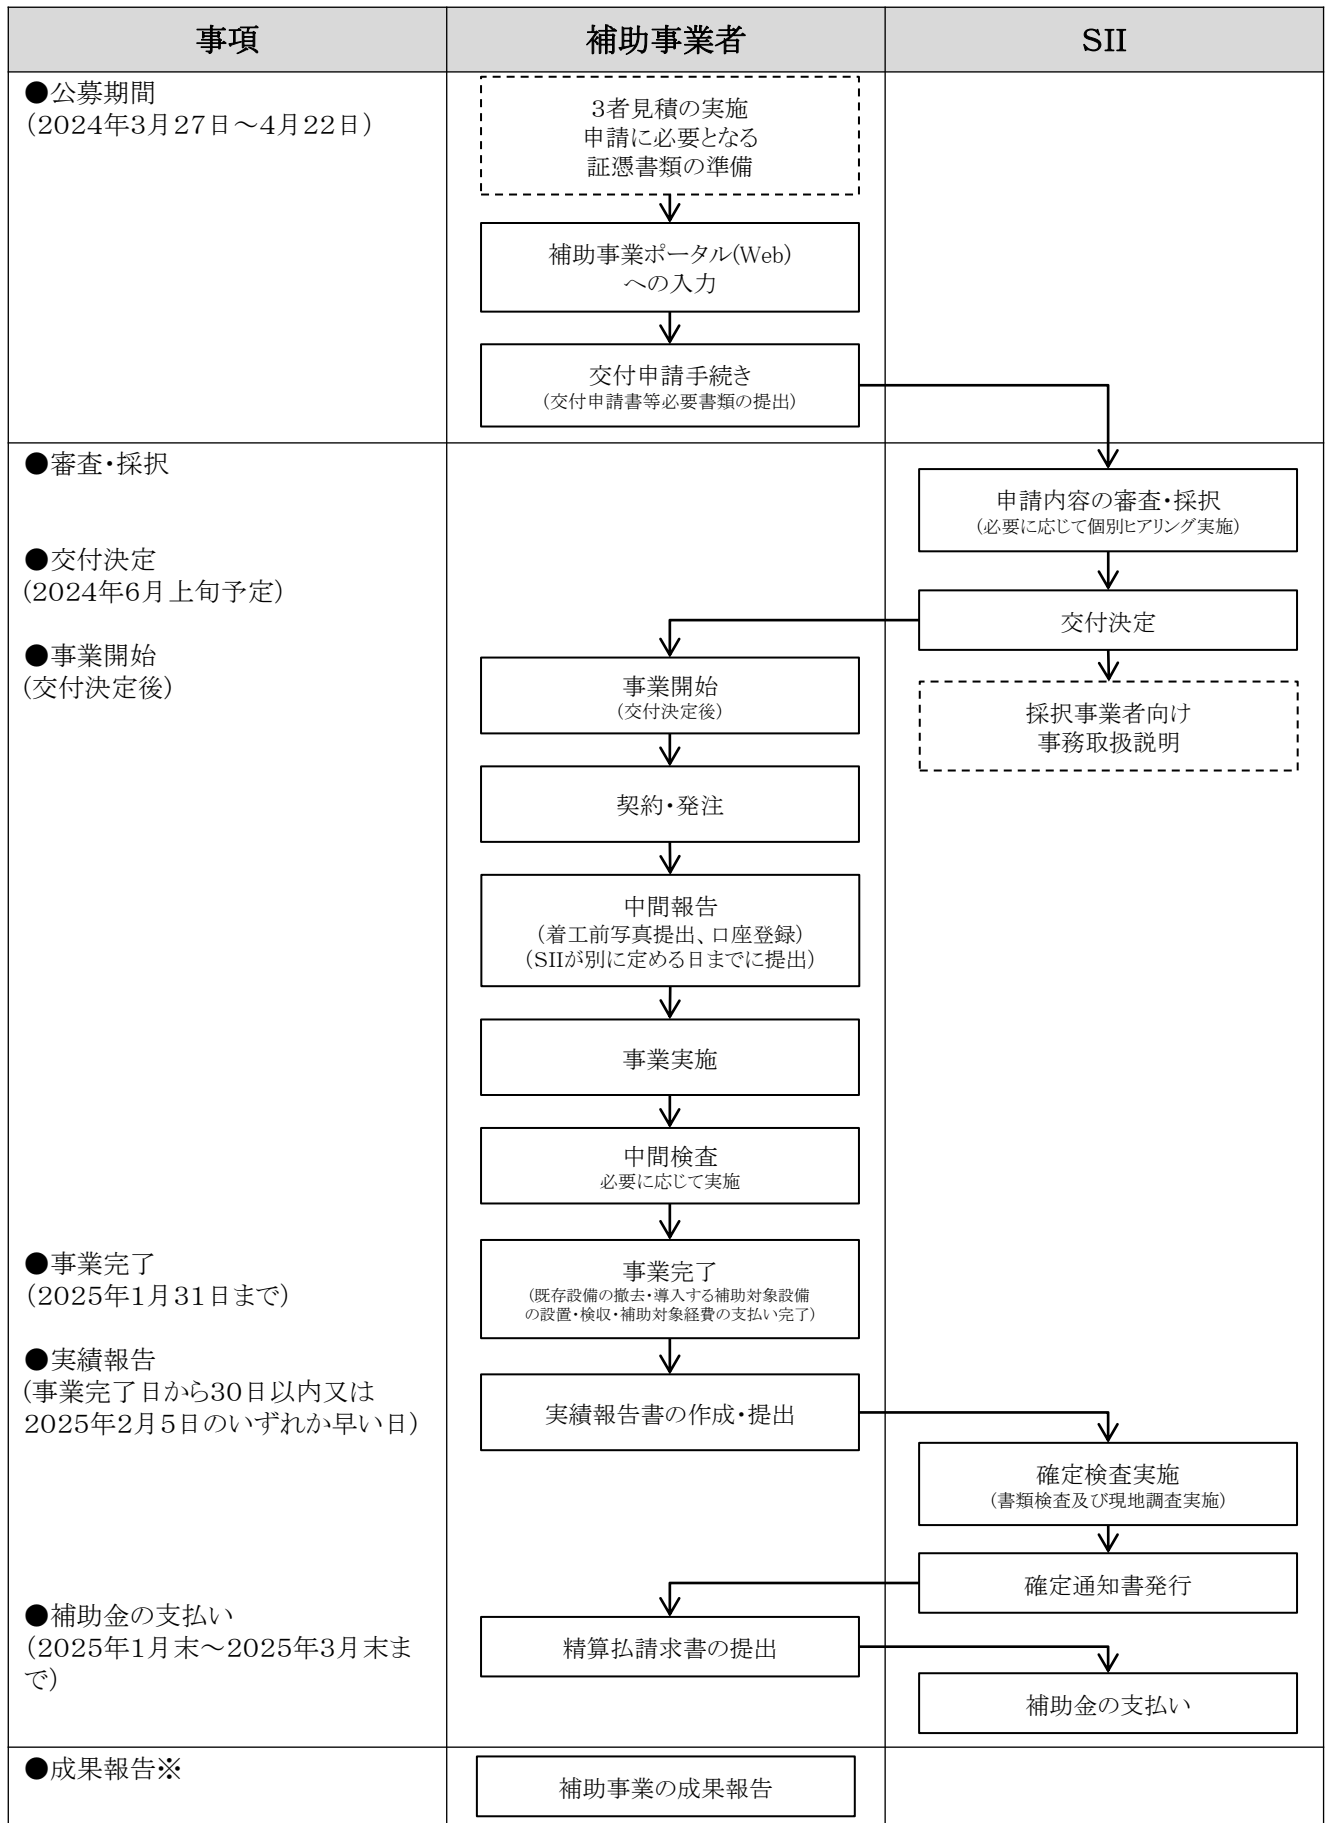 事項
補助事業者
SII
●公募期間
(2024年3月27日～4月22日)
3者見積の実施
申請に必要となる
証憑書類の準備
補助事業ポータル(Web)
への入力
交付申請手続き
(交付申請書等必要書類の提出)
●審査・採択
申請内容の審査・採択
(必要に応じて個別ヒアリング実施)
●交付決定
(2024年6月上旬予定)
交付決定
●事業開始
(交付決定後)
事業開始
(交付決定後)
採択事業者向け
事務取扱説明
契約・発注
中間報告
(着工前写真提出、口座登録)
(SIIが別に定める日までに提出)
事業実施
中間検査
必要に応じて実施
●事業完了
(2025年1月31日まで)
事業完了
(既存設備の撤去・導入する補助対象設備
の設置・検収・補助対象経費の支払い完了)
●実績報告
(事業完了日から30日以内又は
2025年2月5日のいずれか早い日)
実績報告書の作成・提出
確定検査実施
(書類検査及び現地調査実施)
確定通知書発行
●補助金の支払い
(2025年1月末～2025年3月末ま
で)
精算払請求書の提出
補助金の支払い
●成果報告※
補助事業の成果報告